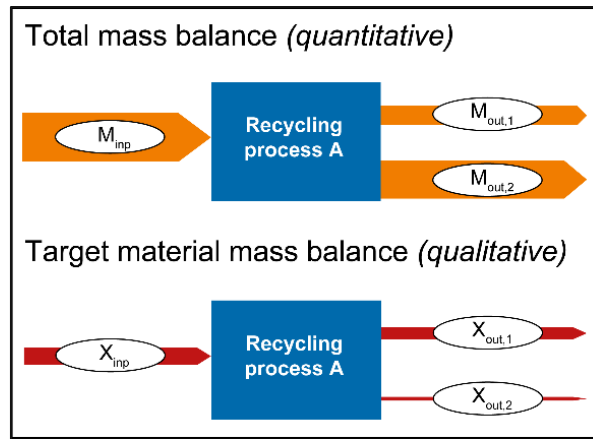 Total mass balance (quantitative)
M_inp
Recycling
process A
M_out,1
M_out,2
Target material mass balance (qualitative)
X_inp
Recycling
process A
X_out,1
X_out,2